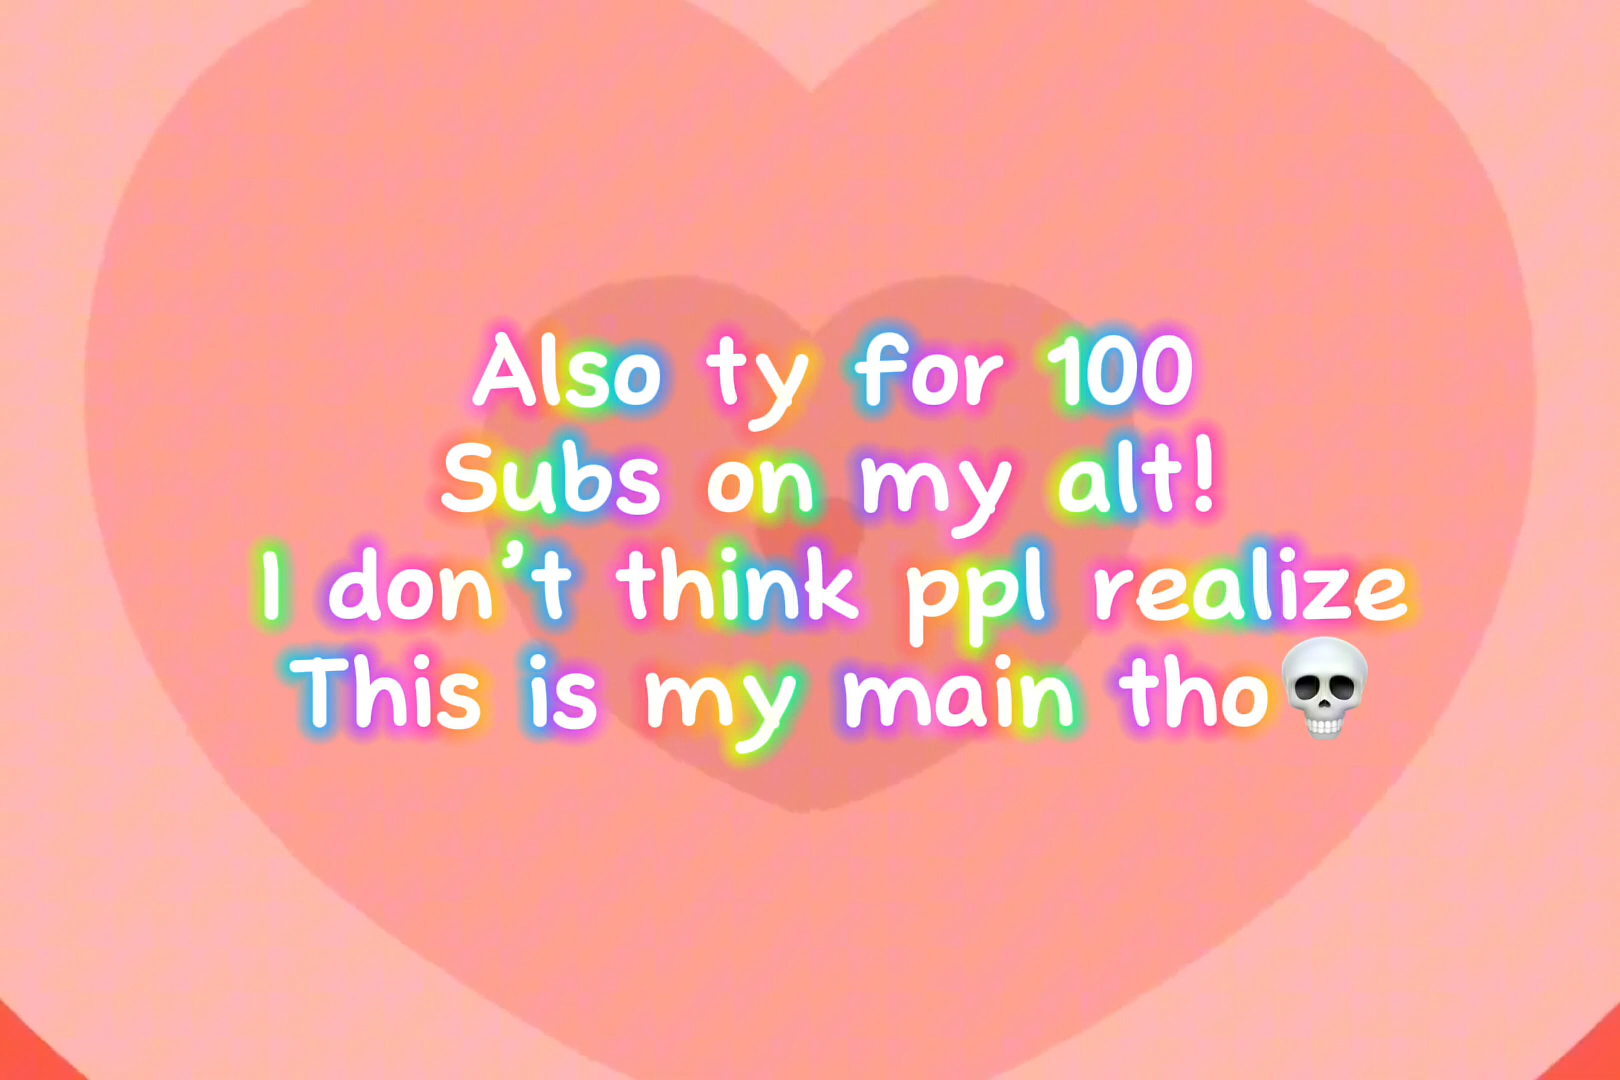 Also ty for 100
Subs on my alt!
I don’t think ppl realize
This is my main tho💀